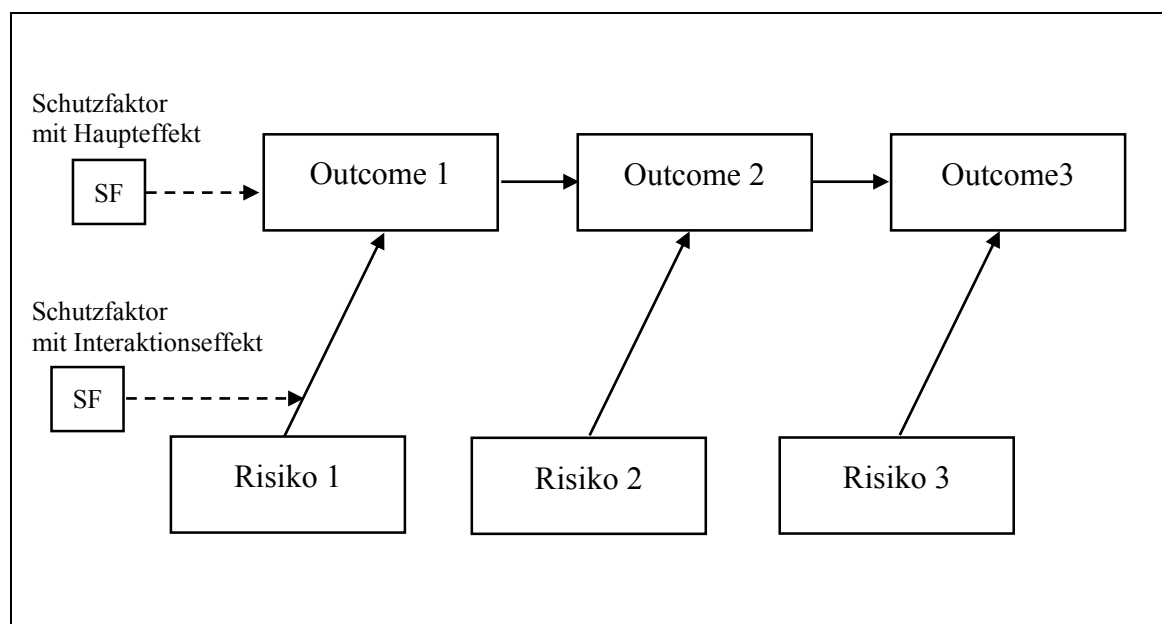 Schutzfaktor
mit Haupteffekt
SF
Outcome 1
Outcome 2
Outcome3
Schutzfaktor
mit Interaktionseffekt
SF
Risiko 1
Risiko 2
Risiko 3